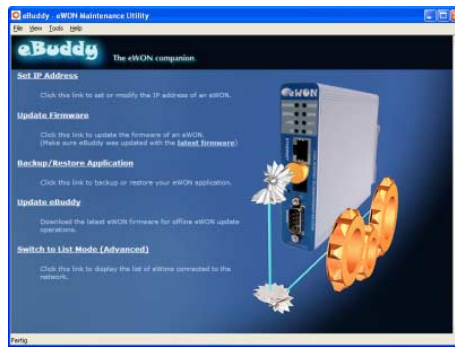 eBuddy - eWON Maintenance Utility
File View Tools Help
eBuddy The eWON companion
Set IP Address
Click this link to set or modify the IP address of an eWON.
Update Firmware
Click this link to update the firmware of an eWON.
(Make sure eBuddy was updated with the latest firmware)
Backup/Restore Application
Click this link to backup or restore your eWON application.
Update eBuddy
Download the latest eWON firmware for offline eWON update
operations.
Switch to List Mode (Advanced)
Click this link to display the list of eWONs connected to the
network.
eWON
Fertig